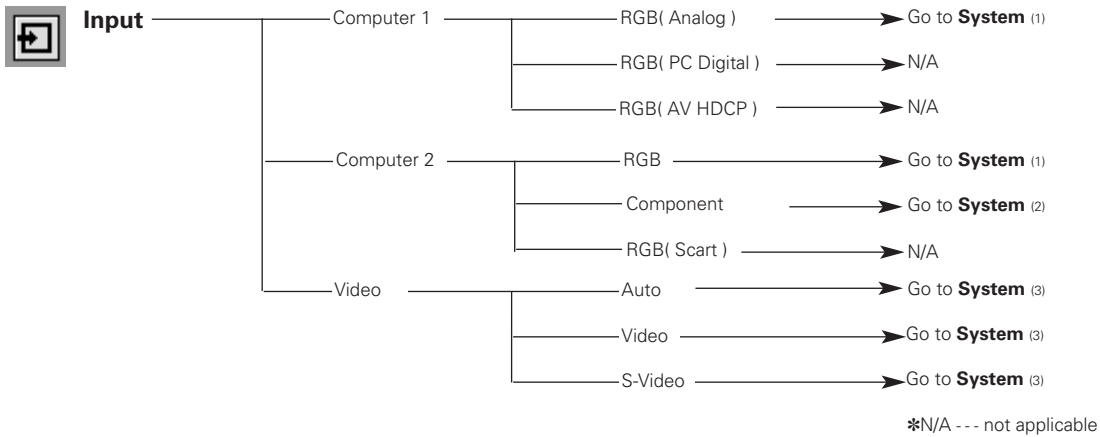 Input Computer 1 RGB( Analog ) Go to System (1)
RGB( PC Digital ) N/A
RGB( AV HDCP ) N/A
Computer 2 RGB Go to System (1)
Component Go to System (2)
RGB( Scart ) N/A
Video Auto Go to System (3)
Video Go to System (3)
S-Video Go to System (3)
✽N/A - - - not applicable